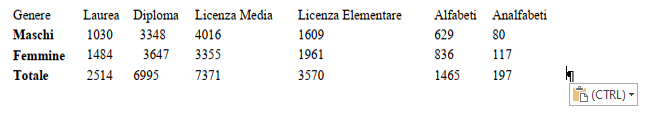 Genere Laurea Diploma Licenza Media Licenza Elementare Alfabeti Analfabeti
Maschi 1030 3348 4016 1609 629 80
Femmine 1484 3647 3355 1961 836 117
Totale 2514 6995 7371 3570 1465 197 ¶
(CTRL)